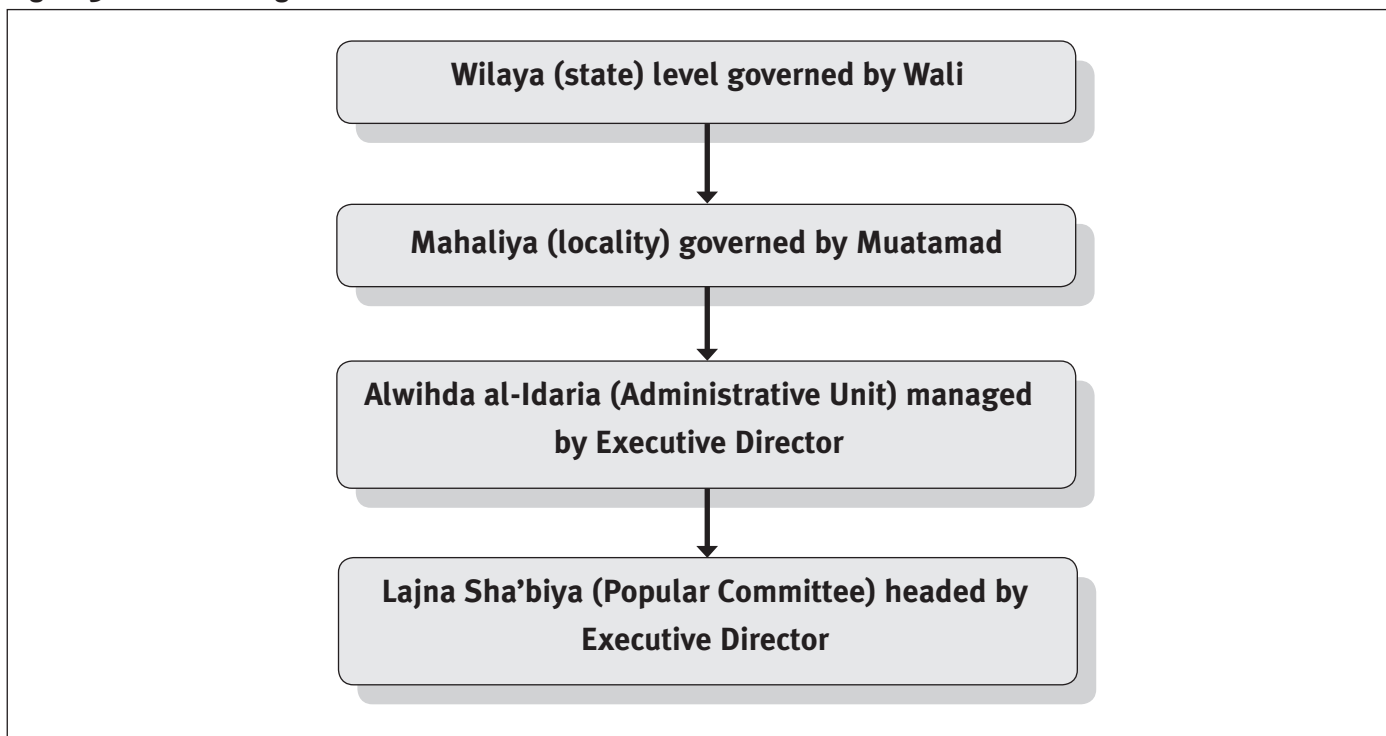 Wilaya (state) level governed by Wali
Mahaliya (locality) governed by Muatamad
Alwihda al-Idaria (Administrative Unit) managed
by Executive Director
Lajna Sha’biya (Popular Committee) headed by
Executive Director